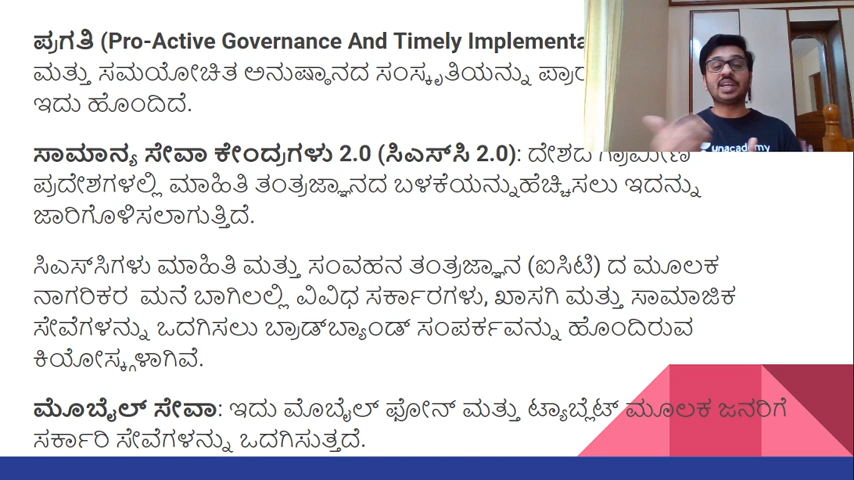 ಪ್ರಗತಿ (Pro-Active Governance And Timely
ಮತ್ತು ಸಮಯೋಚಿತ ಅನುಷ್ಠಾನದ ಸಂಸ್ಕೃತಿಯನ್ನು
ಇದು ಹೊಂದಿದೆ.
ಸಾಮಾನ್ಯ ಸೇವಾ ಕೇಂದ್ರಗಳು 2.0 (ಸಿಎಸ್‌ಸಿ 2.0): ದೇಶದ ಗ್ರಾಮೀಣ
ಪ್ರದೇಶಗಳಲ್ಲಿ ಮಾಹಿತಿ ತಂತ್ರಜ್ಞಾನದ ಬಳಕೆಯನ್ನುಹೆಚ್ಚಿಸಲು ಇದನ್ನು
ಜಾರಿಗೊಳಿಸಲಾಗುತ್ತಿದೆ.
ಸಿಎಸ್‌ಸಿಗಳು ಮಾಹಿತಿ ಮತ್ತು ಸಂವಹನ ತಂತ್ರಜ್ಞಾನ (ಐಸಿಟಿ) ದ ಮೂಲಕ
ನಾಗರಿಕರ ಮನೆ ಬಾಗಿಲಲ್ಲಿ ವಿವಿಧ ಸರ್ಕಾರಗಳು, ಖಾಸಗಿ ಮತ್ತು ಸಾಮಾಜಿಕ
ಸೇವೆಗಳನ್ನು ಒದಗಿಸಲು ಬ್ರಾಡ್‌ಬ್ಯಾಂಡ್ ಸಂಪರ್ಕವನ್ನು ಹೊಂದಿರುವ
ಕಿಯೋಸ್ಕ್ಗಳಾಗಿವೆ.
ಮೊಬೈಲ್ ಸೇವಾ: ಇದು ಮೊಬೈಲ್ ಫೋನ್ ಮತ್ತು ಟ್ಯಾಬ್ಲೆಟ್ ಮೂಲಕ ಜನರಿಗೆ
ಸರ್ಕಾರಿ ಸೇವೆಗಳನ್ನು ಒದಗಿಸುತ್ತದೆ.
unacademy